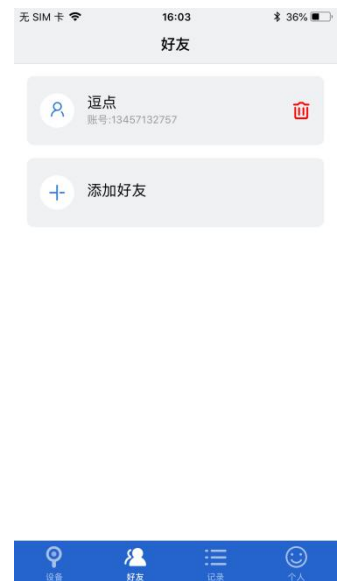 无 SIM 卡 16:03 36%
好友
逗点
账号:13457132757
添加好友
设备 好友 记录 个人